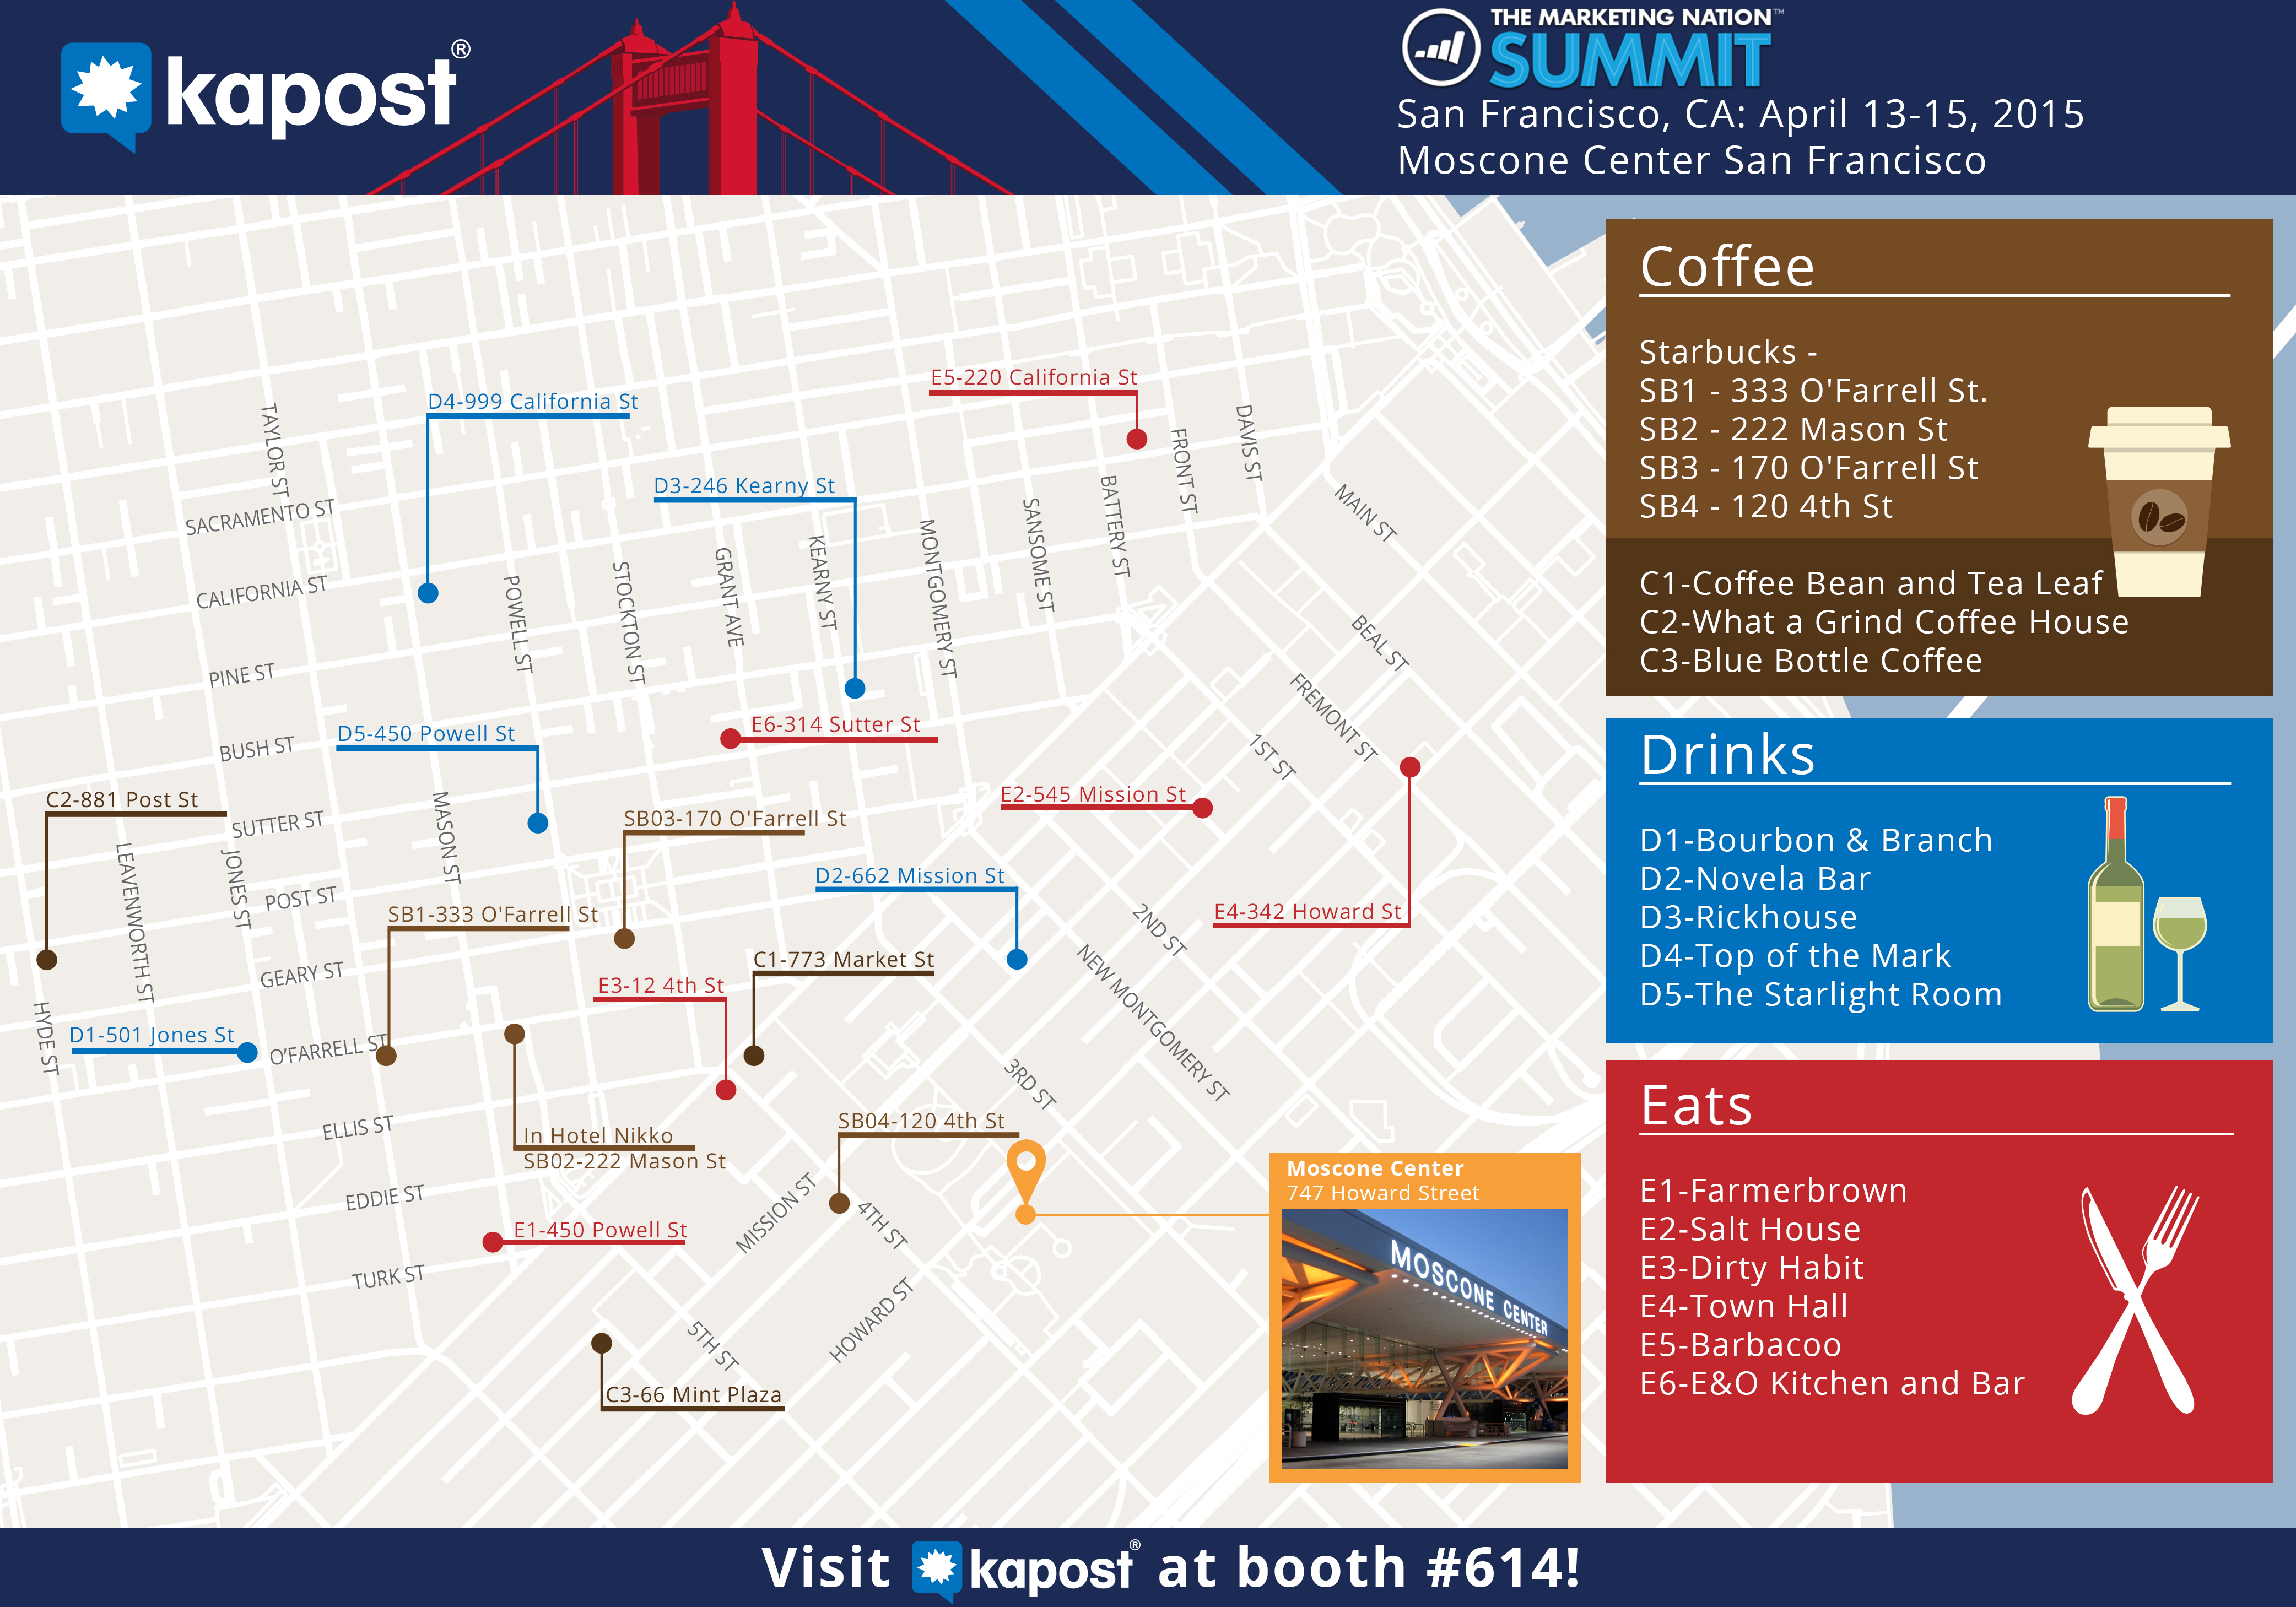 kapost®
THE MARKETING NATION™
SUMMIT
San Francisco, CA: April 13-15, 2015
Moscone Center San Francisco
Coffee
Starbucks -
SB1 - 333 O'Farrell St.
SB2 - 222 Mason St
SB3 - 170 O'Farrell St
SB4 - 120 4th St
C1-Coffee Bean and Tea Leaf
C2-What a Grind Coffee House
C3-Blue Bottle Coffee
Drinks
D1-Bourbon & Branch
D2-Novela Bar
D3-Rickhouse
D4-Top of the Mark
D5-The Starlight Room
Eats
E1-Farmerbrown
E2-Salt House
E3-Dirty Habit
E4-Town Hall
E5-Barbacoo
E6-E&O Kitchen and Bar
E5-220 California St
D4-999 California St
D3-246 Kearny St
E6-314 Sutter St
D5-450 Powell St
E2-545 Mission St
C2-881 Post St
SB03-170 O'Farrell St
D2-662 Mission St
SB1-333 O'Farrell St
E4-342 Howard St
C1-773 Market St
E3-12 4th St
D1-501 Jones St
SB04-120 4th St
In Hotel Nikko
SB02-222 Mason St
E1-450 Powell St
C3-66 Mint Plaza
TAYLOR ST
SACRAMENTO ST
CALIFORNIA ST
PINE ST
BUSH ST
SUTTER ST
POST ST
GEARY ST
O'FARRELL ST
ELLIS ST
EDDIE ST
TURK ST
HYDE ST
LEAVENWORTH ST
JONES ST
MASON ST
POWELL ST
STOCKTON ST
GRANT AVE
KEARNY ST
MONTGOMERY ST
SANSOME ST
BATTERY ST
FRONT ST
DAVIS ST
MAIN ST
BEAL ST
FREMONT ST
1ST ST
2ND ST
NEW MONTGOMERY ST
3RD ST
4TH ST
5TH ST
MISSION ST
HOWARD ST
Moscone Center
747 Howard Street
MOSCONE CENTER
Visit kapost® at booth #614!